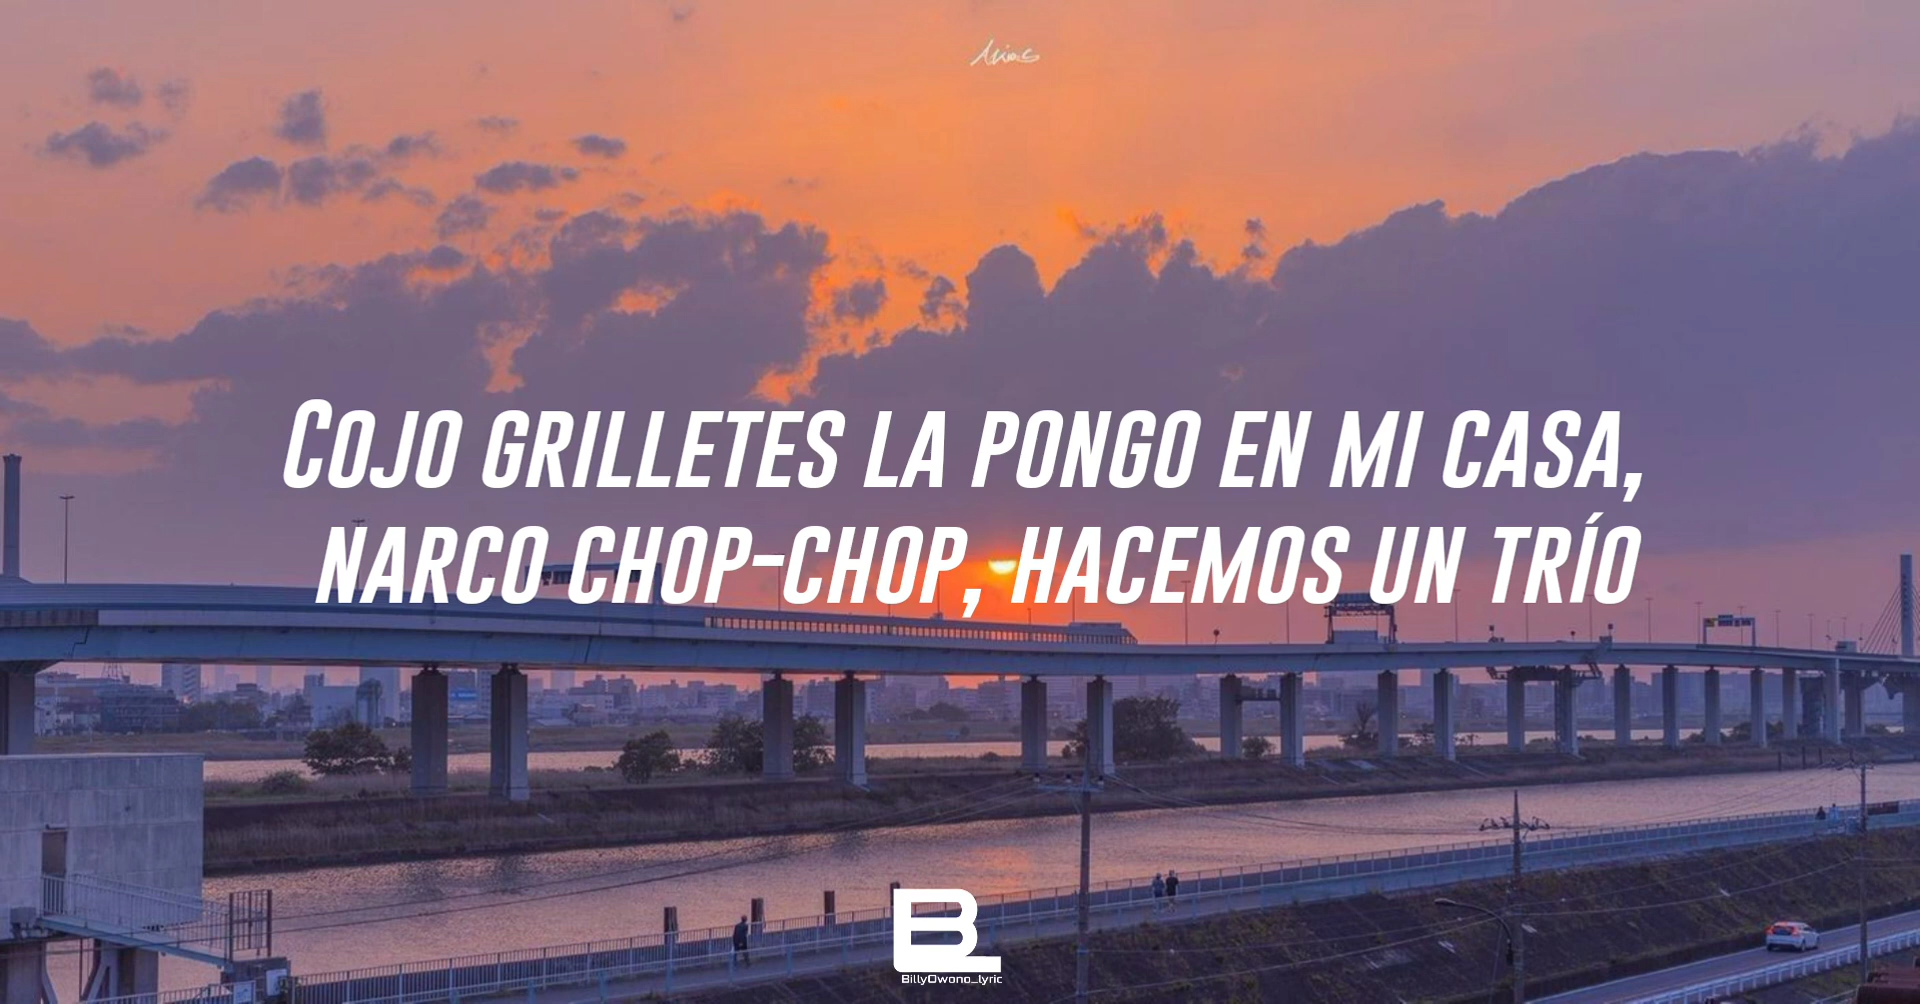 Cojo grilletes la pongo en mi casa,
narco chop-chop, hacemos un trío
BillyOwono_lyric